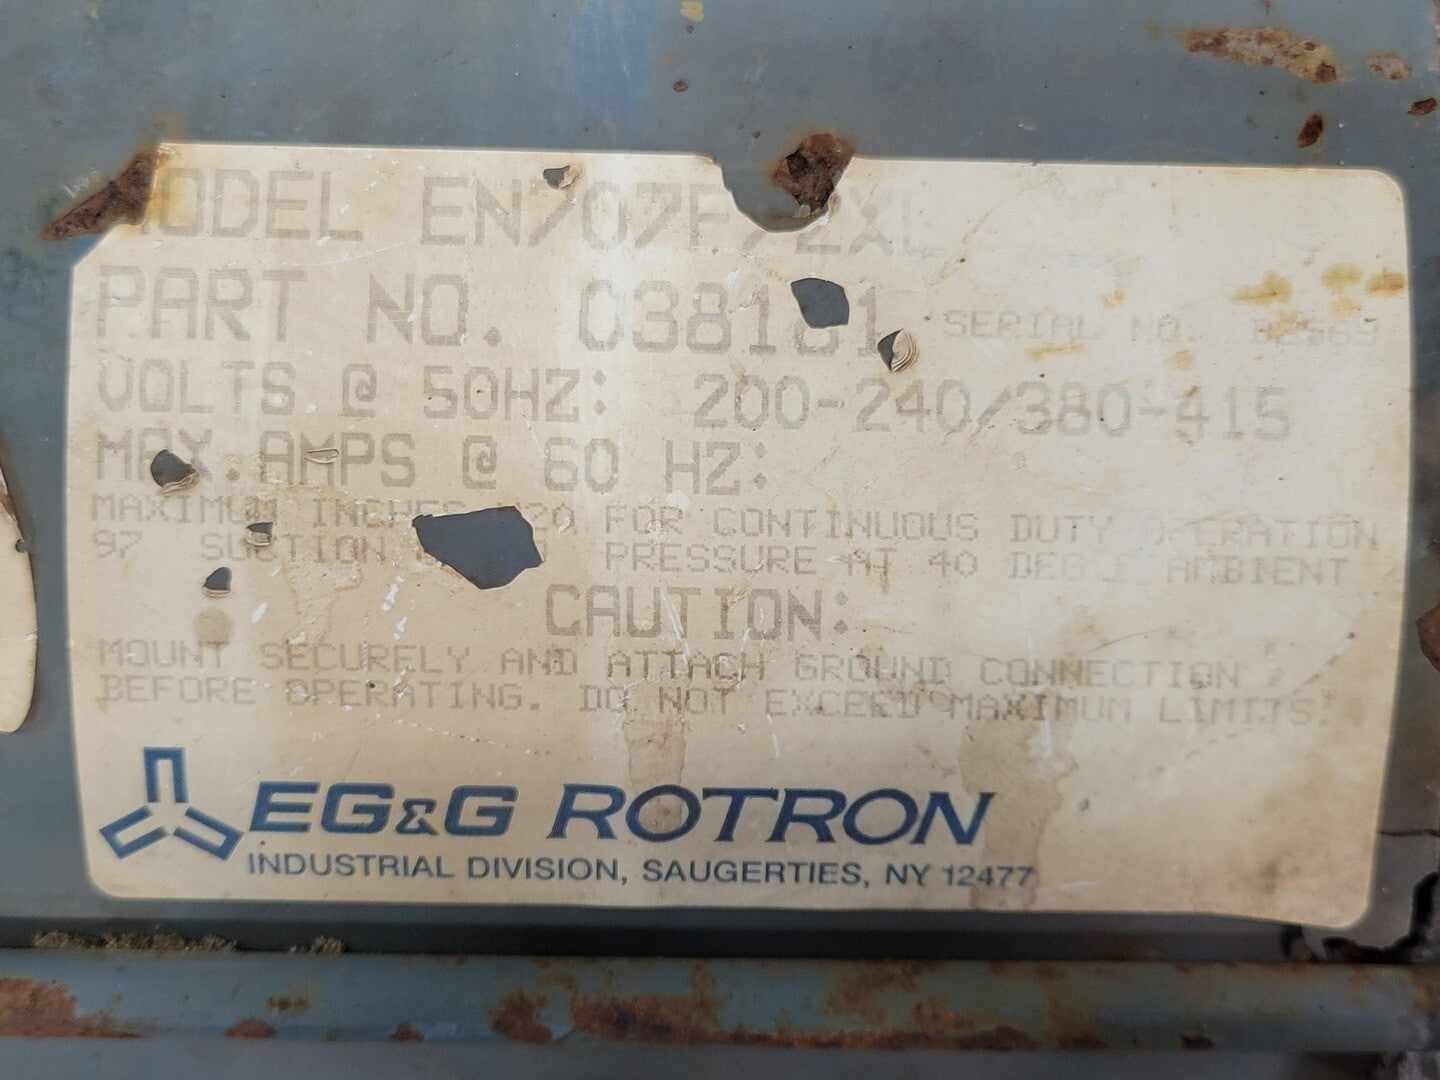 MODEL EN707F72XL
PART NO. 038181 SERIAL NO.
VOLTS @ 50HZ: 200-240/380-415
MAX. AMPS @ 60 HZ:
MAXIMUM INCHES H2O FOR CONTINUOUS DUTY OPERATION
97 SUCTION PRESSURE AT 40 DEG C AMBIENT
CAUTION:
MOUNT SECURELY AND ATTACH GROUND CONNECTION
BEFORE OPERATING. DO NOT EXCEED MAXIMUM LIMITS.
EG&G ROTRON
INDUSTRIAL DIVISION, SAUGERTIES, NY 12477